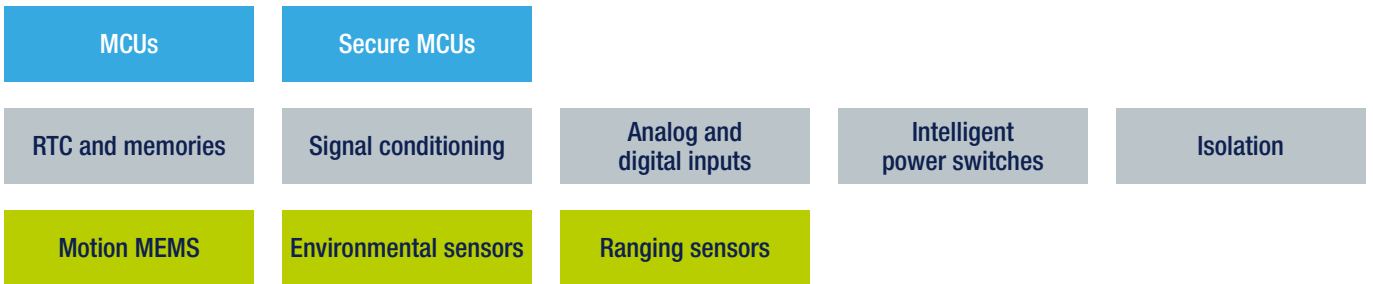 MCUs
Secure MCUs
RTC and memories
Signal conditioning
Analog and
digital inputs
Intelligent
power switches
Isolation
Motion MEMS
Environmental sensors
Ranging sensors